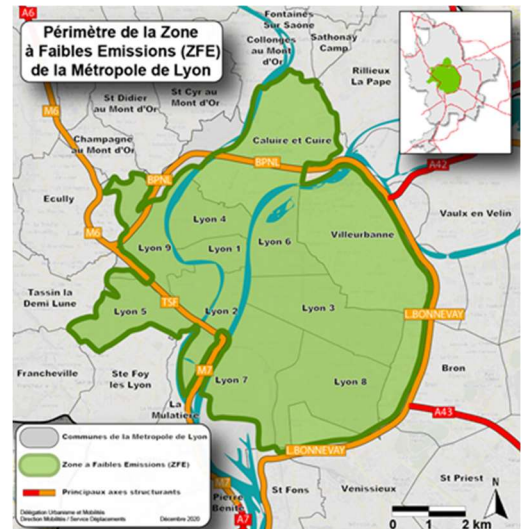 A6
Périmètre de la Zone
à Faibles Emissions (ZFE)
de la Métropole de Lyon
Fontaines
Sur Saône
Collonges
au Mont
d'Or
Sathonay
Camp
Rillieux
La Pape
St Didier
au Mont d'Or
St Cyr au
Mont d'Or
M6
Champagne
au Mont d'Or
Caluire et Cuire
BPNL
BPNL
A42
Ecully
Lyon 4
Vaulx en Velin
M6
Lyon 9
Lyon 1
Lyon 6
Villeurbanne
Tassin la
Demi Lune
TSF
Lyon 5
Lyon 2
Lyon 3
L.BONNEVAY
Francheville
Ste Foy
les Lyon
M7
Lyon 7
Lyon 8
Bron
La
Mulatière
A43
L.BONNEVAY
Communes de la Métropole de Lyon
Zone à Faibles Emissions (ZFE)
Principaux axes structurants
Délégation Urbanisme et Mobilités
Direction Mobilités / Service Déplacements
Décembre 2020
M7
Pierre
Bénite
A7
St Fons
Vénissieux
St Priest
N
0
2 km